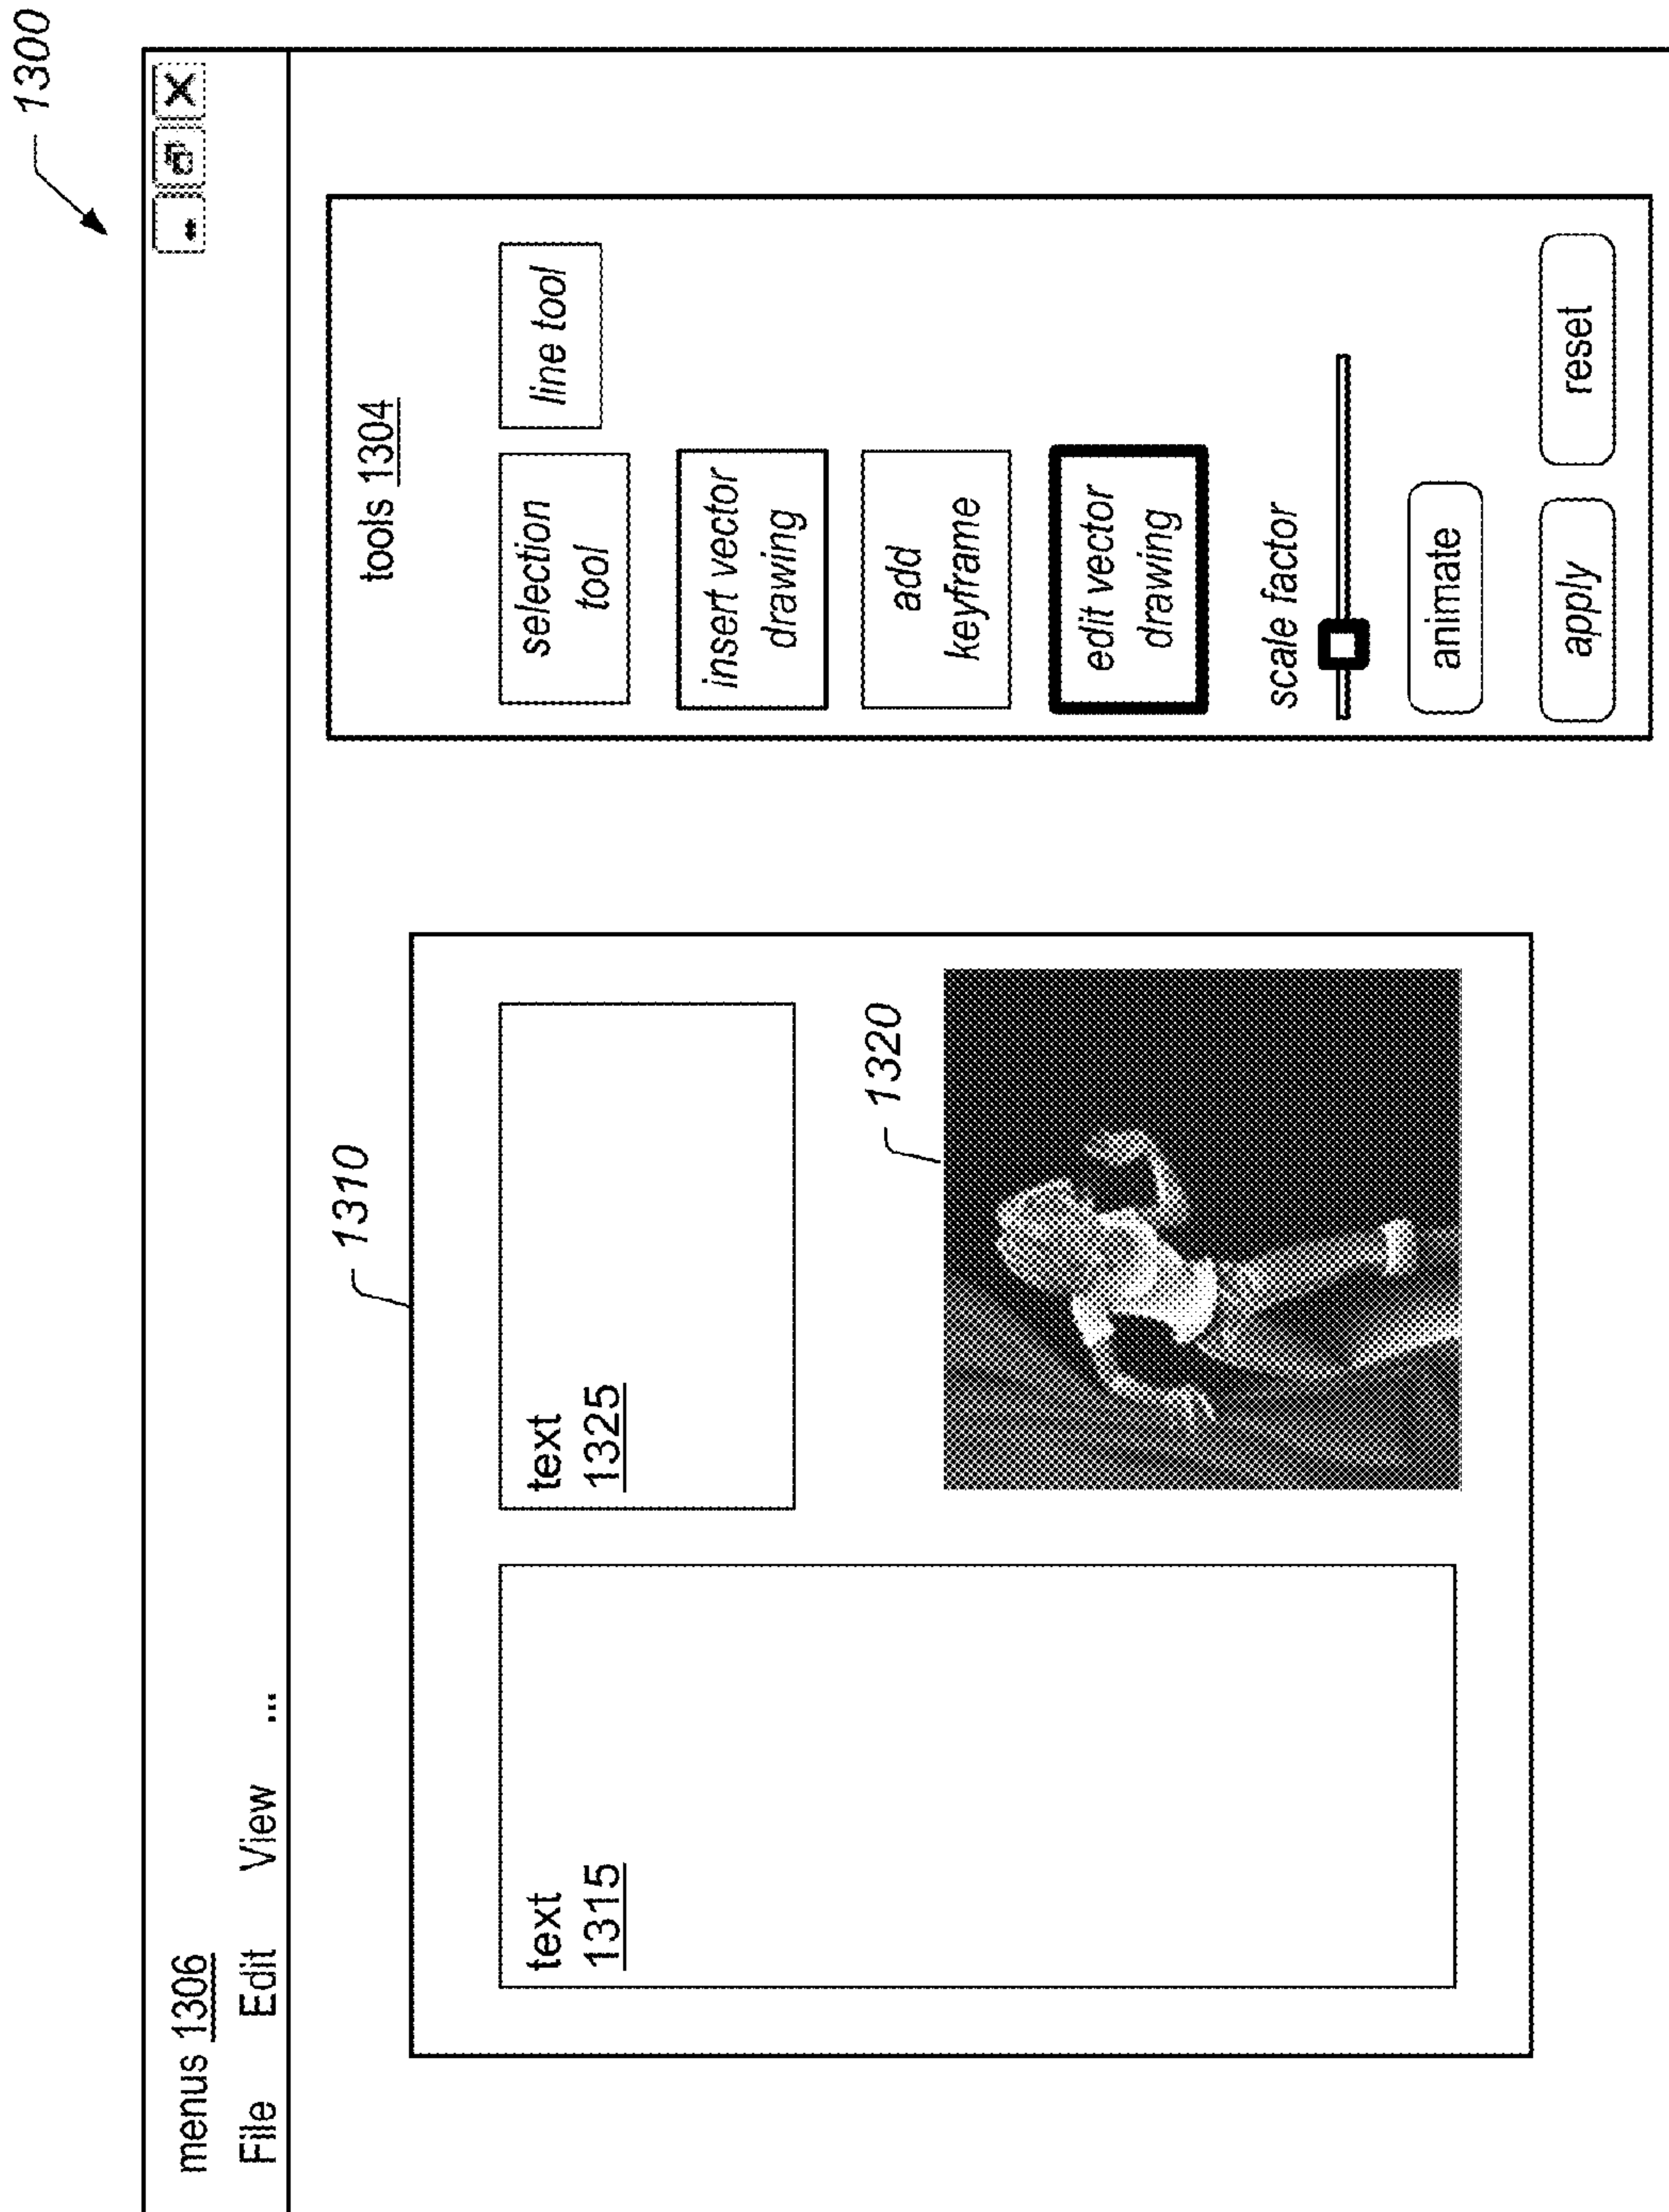 1300
menus 1306
File Edit View ...
1310
text
1315
text
1325
1320
tools 1304
selection
tool
line tool
insert vector
drawing
add
keyframe
edit vector
drawing
scale factor
animate
apply
reset